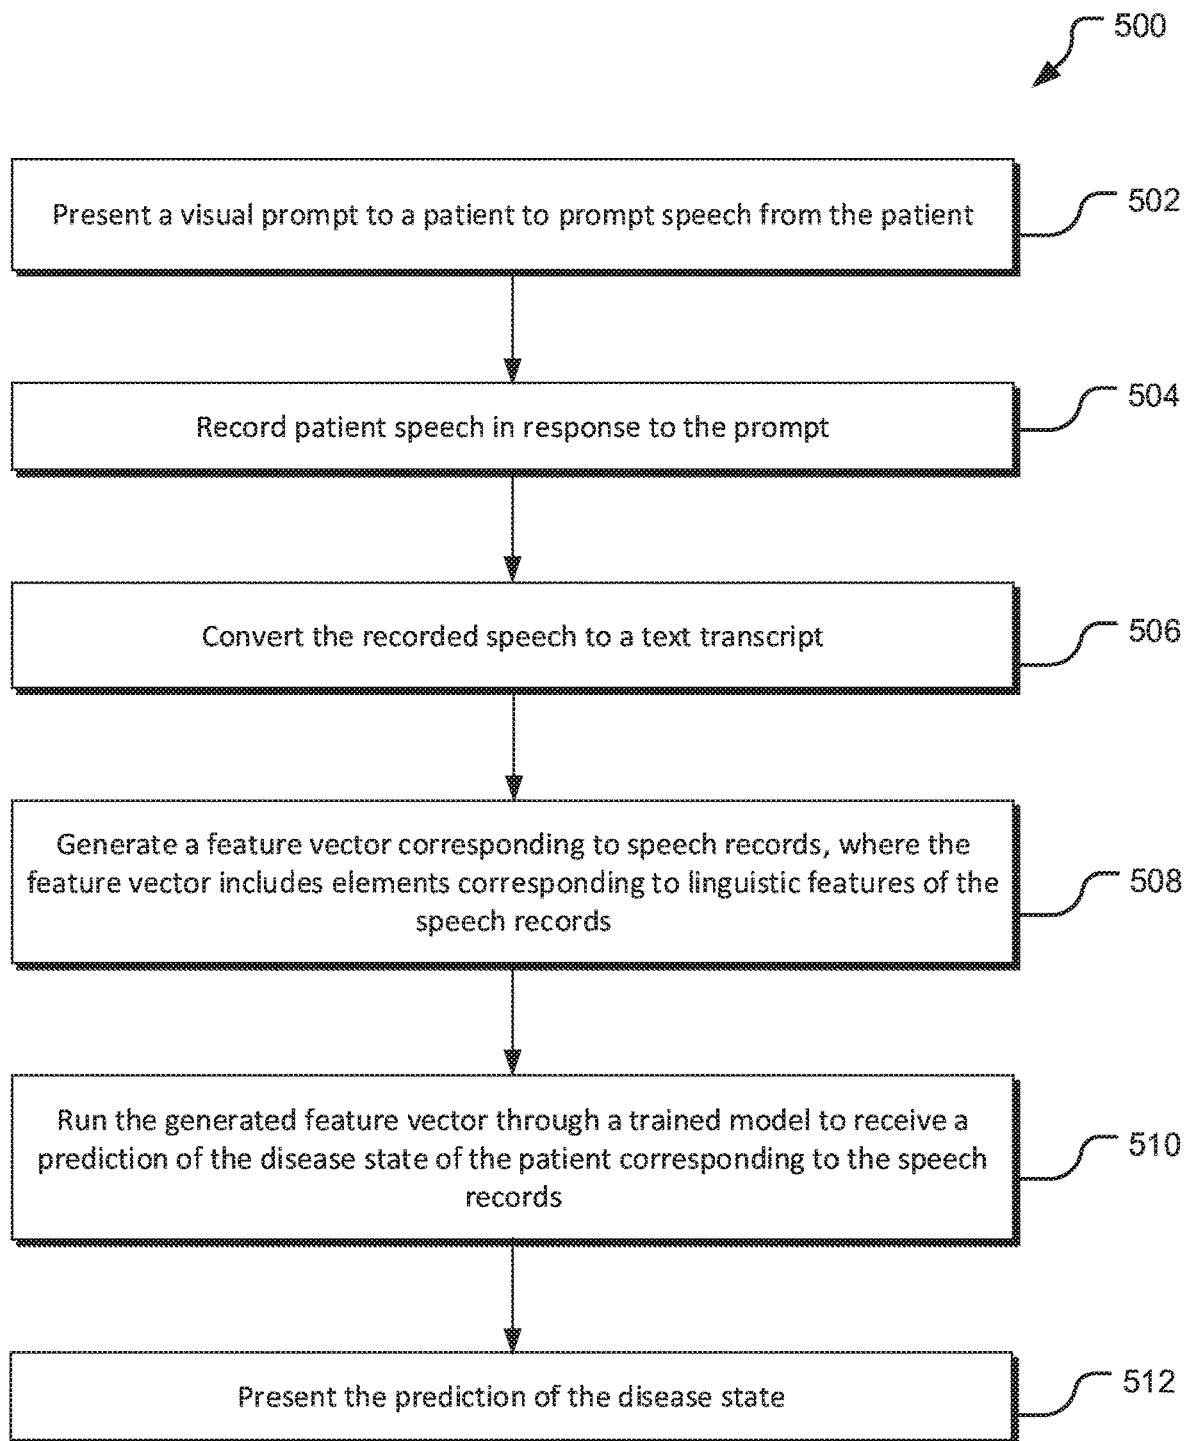 500
Present a visual prompt to a patient to prompt speech from the patient
502
Record patient speech in response to the prompt
504
Convert the recorded speech to a text transcript
506
Generate a feature vector corresponding to speech records, where the
feature vector includes elements corresponding to linguistic features of the
speech records
508
Run the generated feature vector through a trained model to receive a
prediction of the disease state of the patient corresponding to the speech
records
510
Present the prediction of the disease state
512